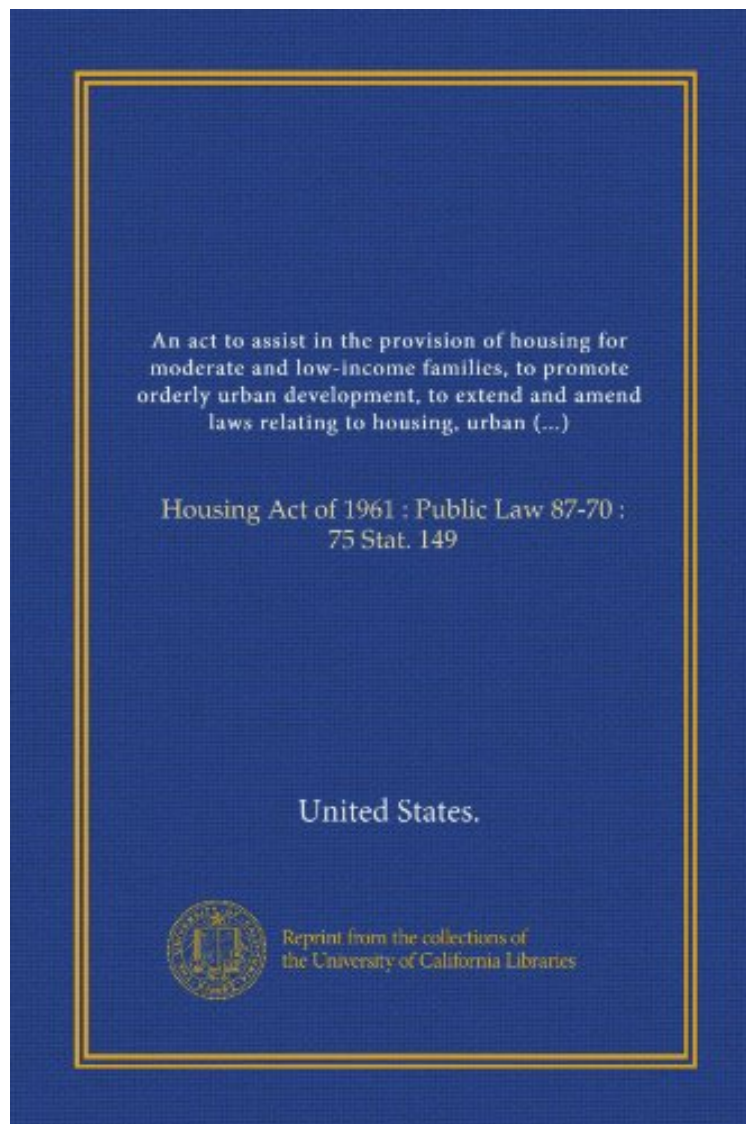 An act to assist in the provision of housing for
moderate and low-income families, to promote
orderly urban development, to extend and amend
laws relating to housing, urban (...)
Housing Act of 1961 : Public Law 87-70 :
75 Stat. 149
United States.
Reprint from the collections of
the University of California Libraries